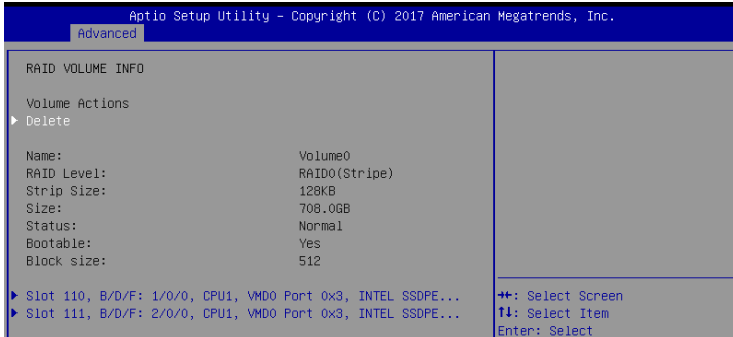 Aptio Setup Utility – Copyright (C) 2017 American Megatrends, Inc.
Advanced
RAID VOLUME INFO
Volume Actions
▶ Delete
Name: Volume0
RAID Level: RAID0(Stripe)
Strip Size: 128KB
Size: 708.0GB
Status: Normal
Bootable: Yes
Block size: 512
▶ Slot 110, B/D/F: 1/0/0, CPU1, VMD0 Port 0x3, INTEL SSDPE...
▶ Slot 111, B/D/F: 2/0/0, CPU1, VMD0 Port 0x3, INTEL SSDPE...
→←: Select Screen
↑↓: Select Item
Enter: Select